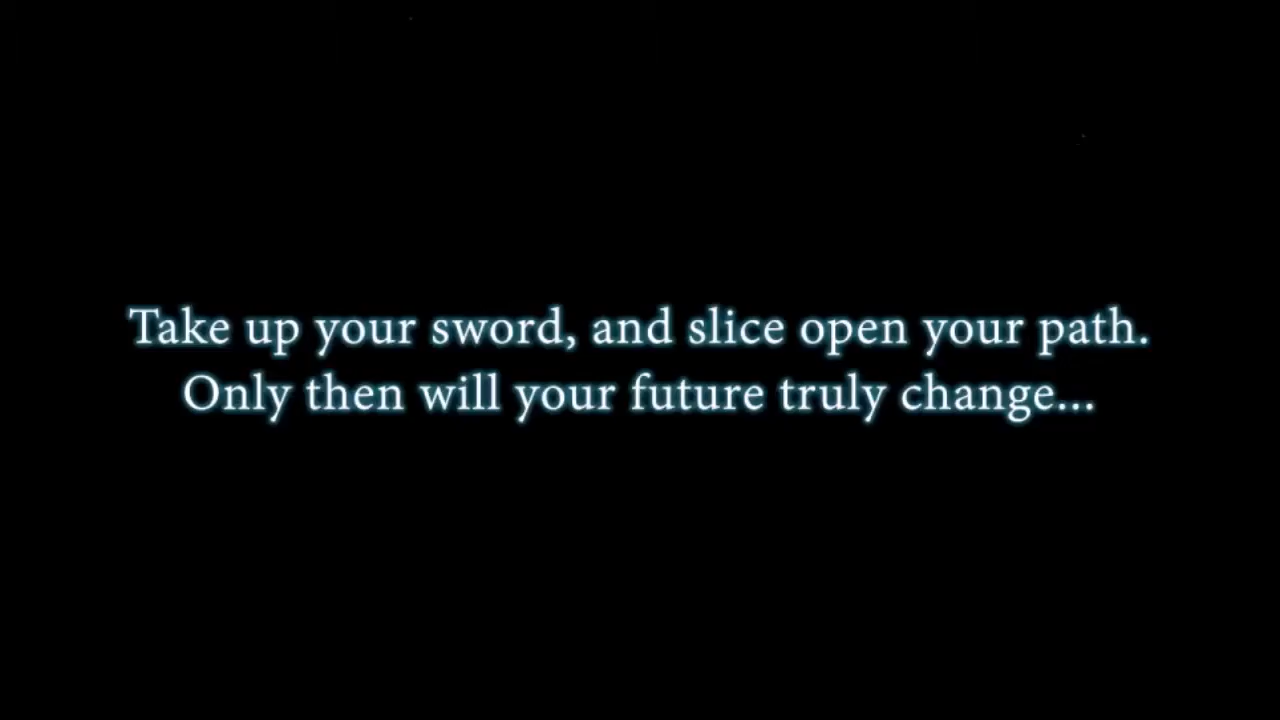 Take up your sword, and slice open your path.
Only then will your future truly change...